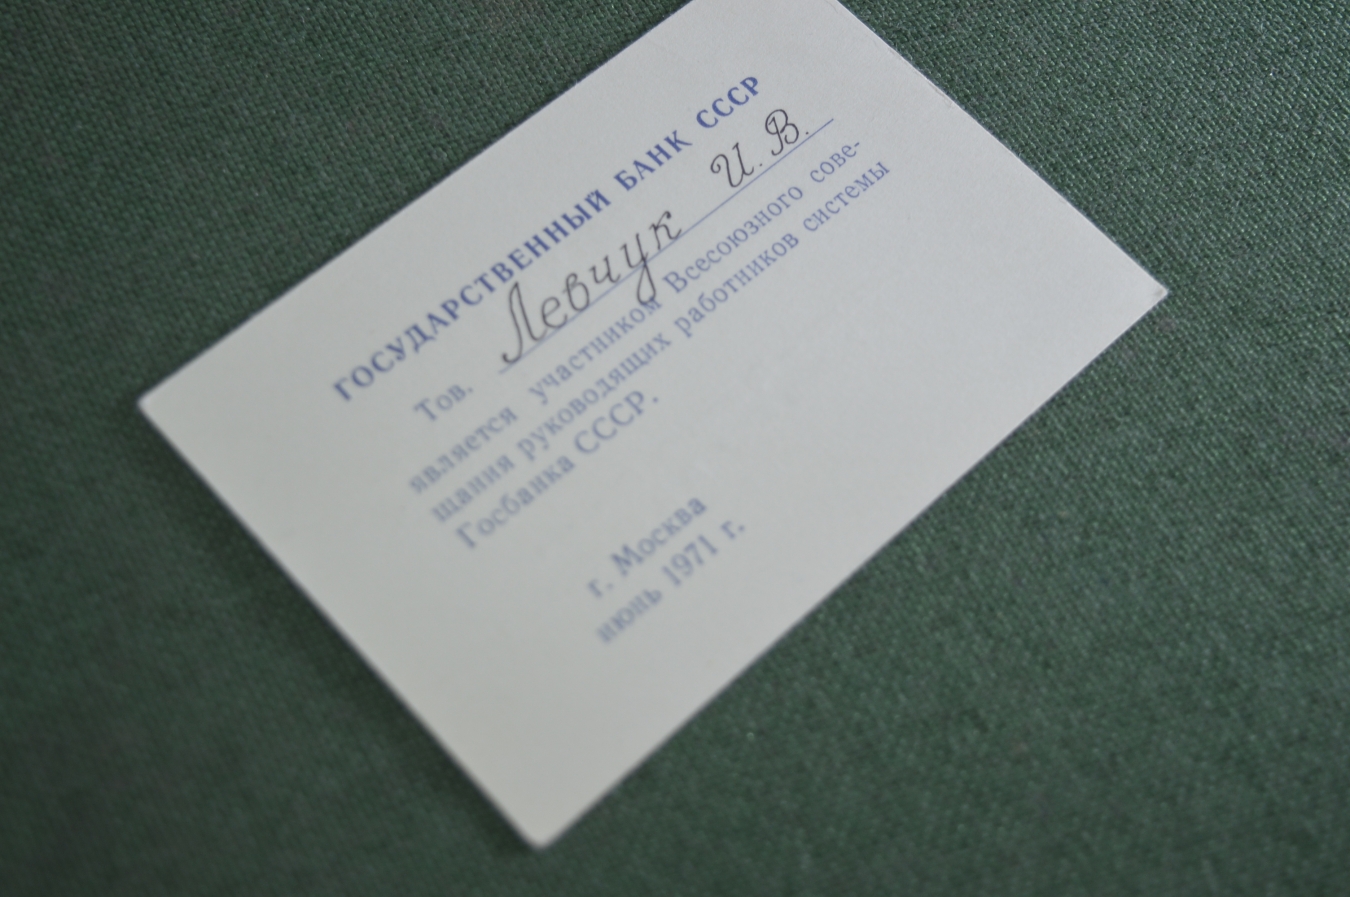 ГОСУДАРСТВЕННЫЙ БАНК СССР
Тов. Левчук И. В.
является участником Всесоюзного сове-
щания руководящих работников системы
Госбанка СССР.
г. Москва
июнь 1971 г.